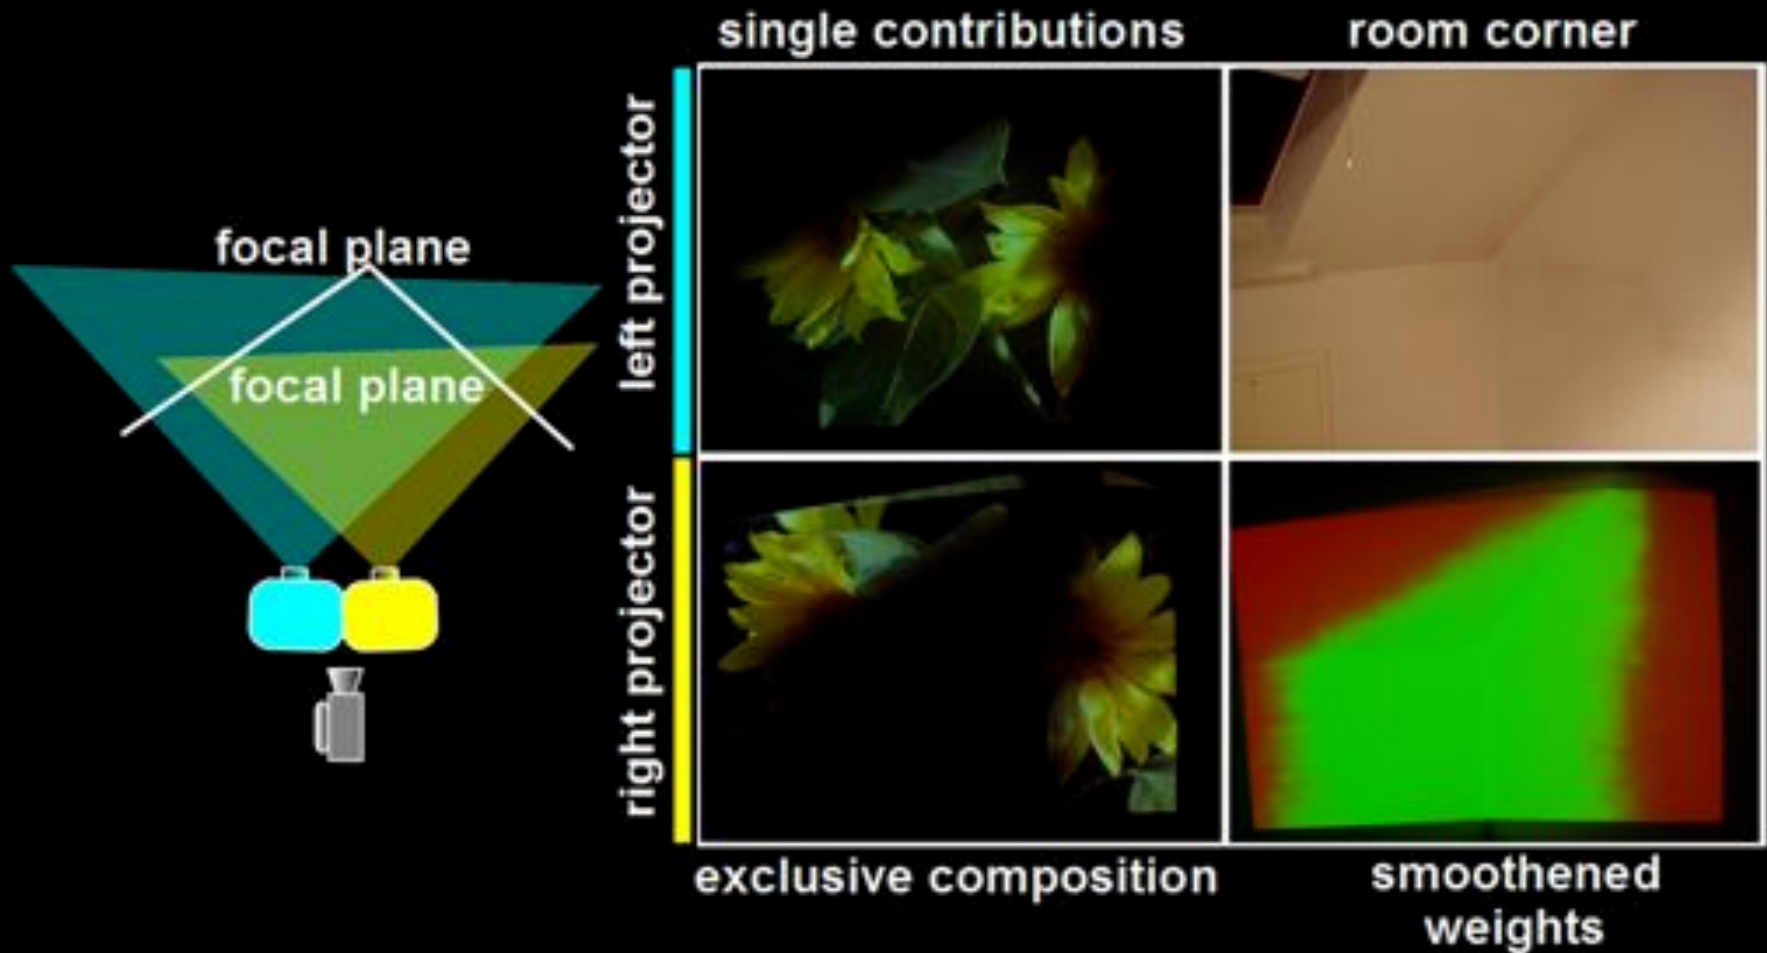 single contributions
room corner
focal plane
focal plane
left projector
right projector
exclusive composition
smoothened
weights